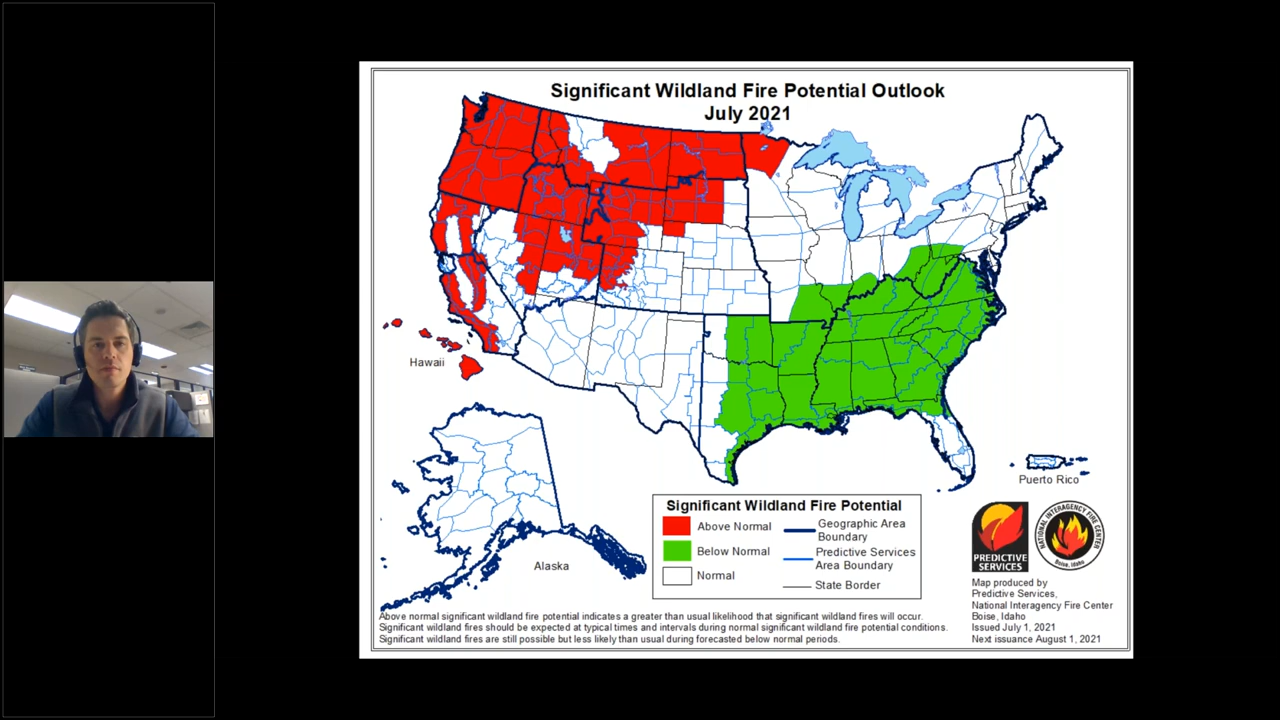 Significant Wildland Fire Potential Outlook
July 2021
Hawaii
Alaska
Puerto Rico
Significant Wildland Fire Potential
Above Normal
Below Normal
Normal
Geographic Area
Boundary
Predictive Services
Area Boundary
State Border
PREDICTIVE
SERVICES
NATIONAL INTERAGENCY FIRE CENTER
Boise, Idaho
Map produced by
Predictive Services,
National Interagency Fire Center
Boise, Idaho
Issued July 1, 2021
Next issuance August 1, 2021
Above normal significant wildland fire potential indicates a greater than usual likelihood that significant wildland fires will occur.
Significant wildland fires should be expected at typical times and intervals during normal significant wildland fire potential conditions.
Significant wildland fires are still possible but less likely than usual during forecasted below normal periods.